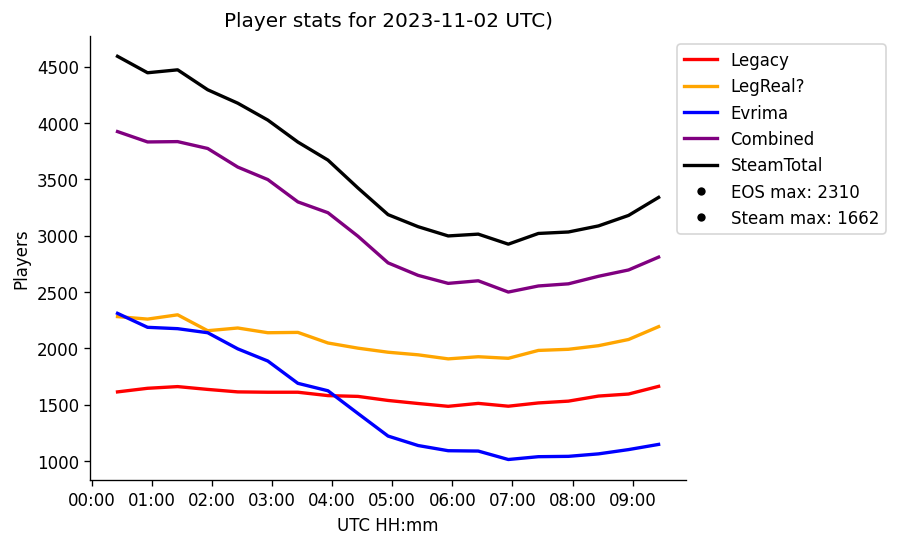 Player stats for 2023-11-02 UTC)
Legacy
LegReal?
Evrima
Combined
SteamTotal
EOS max: 2310
Steam max: 1662
Players
4500
4000
3500
3000
2500
2000
1500
1000
00:00 01:00 02:00 03:00 04:00 05:00 06:00 07:00 08:00 09:00
UTC HH:mm